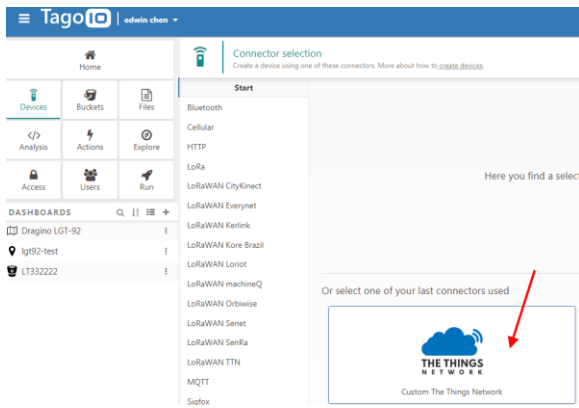 Tago IO
edwin chen
Home
Devices
Buckets
Files
Analysis
Actions
Explore
Access
Users
Run
DASHBOARDS
Dragino LGT-92
lgt92-test
LT332222
Connector selection
Create a device using one of these connectors. More about how to create devices.
Start
Bluetooth
Cellular
HTTP
LoRa
LoRaWAN CityKinect
LoRaWAN Everynet
LoRaWAN Kerlink
LoRaWAN Kore Brazil
LoRaWAN Loriot
LoRaWAN machineQ
LoRaWAN Orbiwise
LoRaWAN Senet
LoRaWAN SenRa
LoRaWAN TTN
MQTT
Sigfox
Here you find a select
Or select one of your last connectors used
THE THINGS
NETWORK
Custom The Things Network